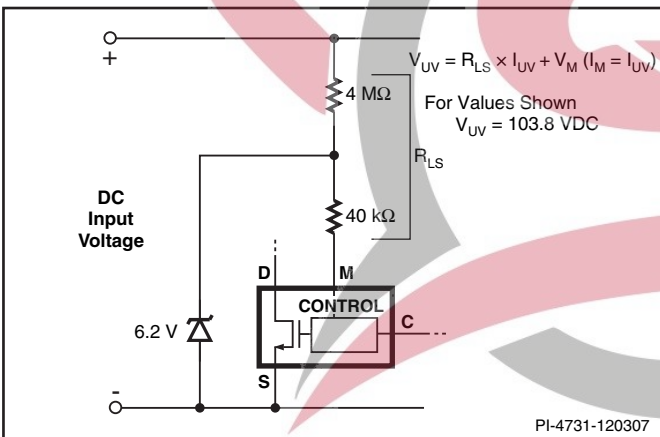 +
V_UV = R_LS × I_UV + V_M (I_M = I_UV)
4 MΩ
For Values Shown
V_UV = 103.8 VDC
R_LS
DC
Input
Voltage
40 kΩ
D
M
CONTROL
C
6.2 V
S
-
PI-4731-120307